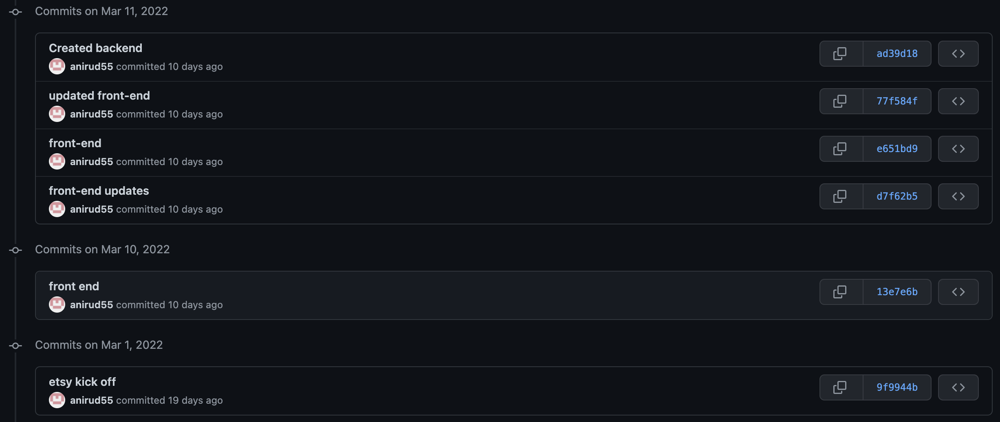 Commits on Mar 11, 2022
Created backend
ad39d18
anirud55 committed 10 days ago
updated front-end
77f584f
anirud55 committed 10 days ago
front-end
e651bd9
anirud55 committed 10 days ago
front-end updates
d7f62b5
anirud55 committed 10 days ago
Commits on Mar 10, 2022
front end
13e7e6b
anirud55 committed 10 days ago
Commits on Mar 1, 2022
etsy kick off
9f9944b
anirud55 committed 19 days ago